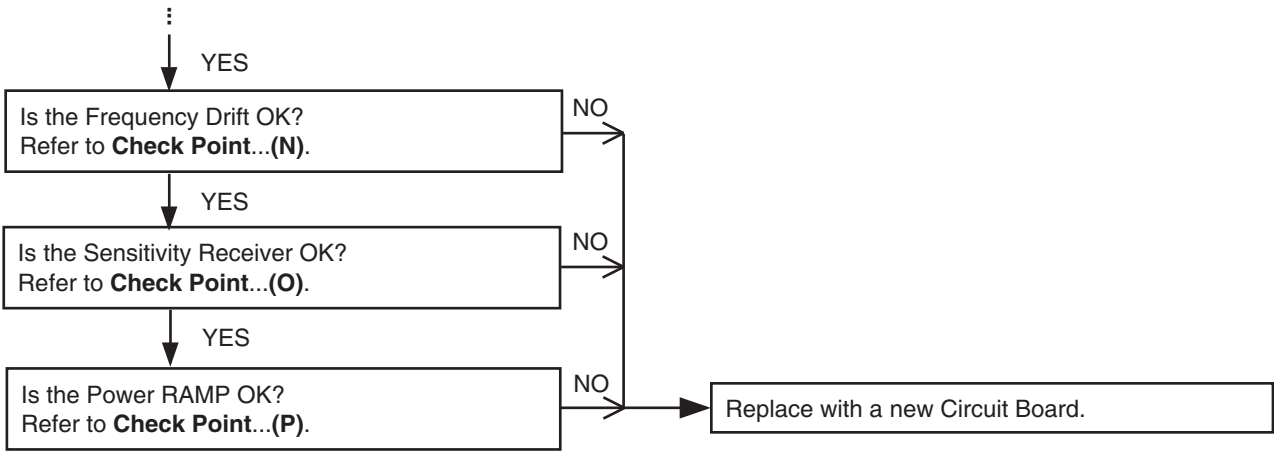 YES
Is the Frequency Drift OK?
Refer to Check Point...(N).
NO
YES
Is the Sensitivity Receiver OK?
Refer to Check Point...(O).
NO
YES
Is the Power RAMP OK?
Refer to Check Point...(P).
NO
Replace with a new Circuit Board.